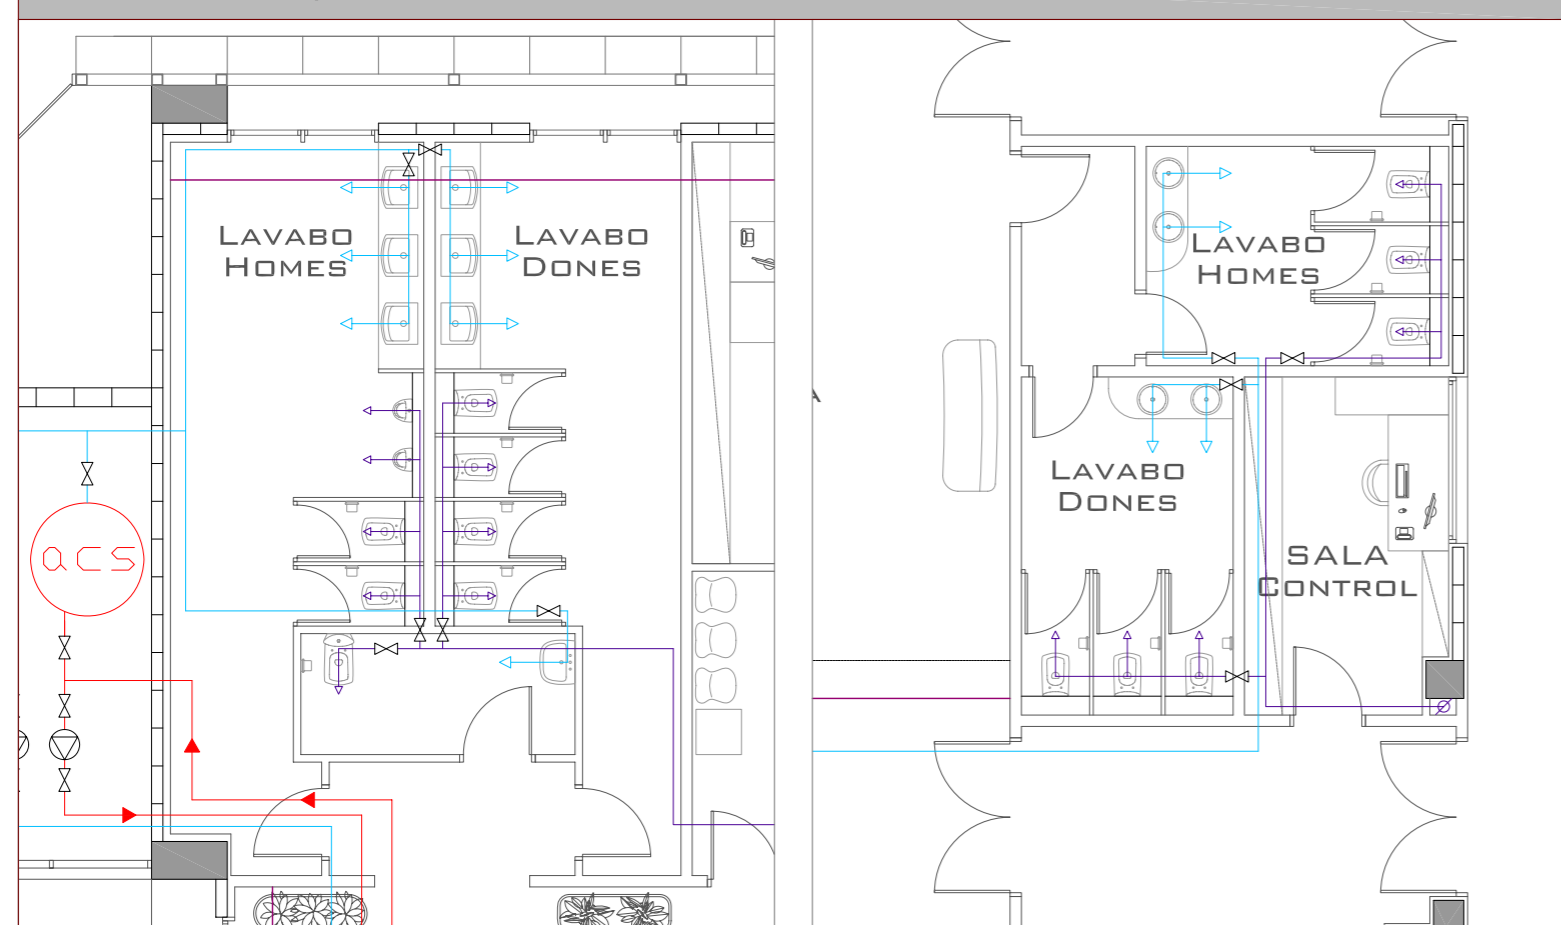 LAVABO
HOMES
LAVABO
DONES
LAVABO
HOMES
LAVABO
DONES
SALA
CONTROL
ACS